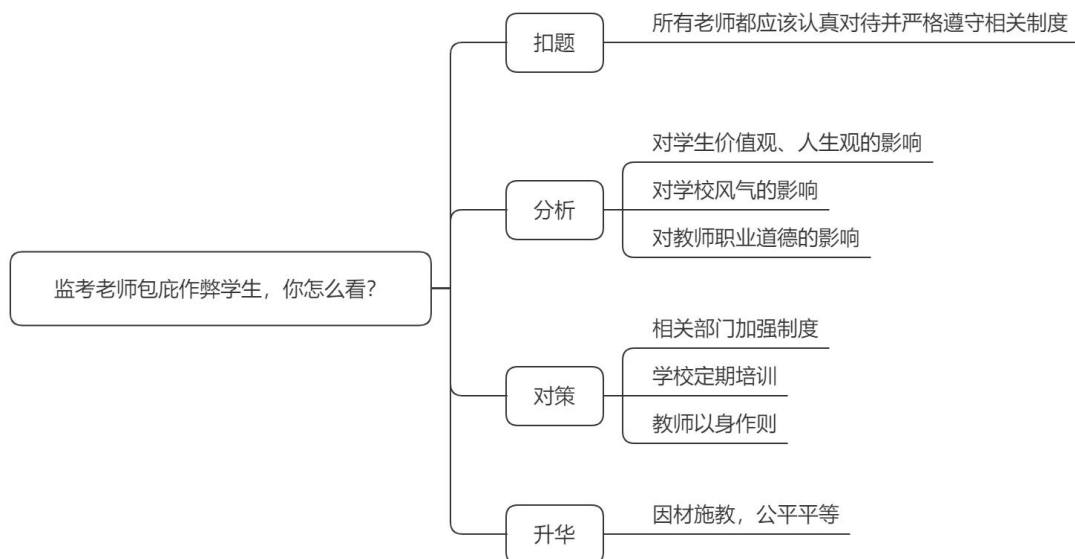 监考老师包庇作弊学生，你怎么看？
扣题
所有老师都应该认真对待并严格遵守相关制度
分析
对学生价值观、人生观的影响
对学校风气的影响
对教师职业道德的影响
对策
相关部门加强制度
学校定期培训
教师以身作则
升华
因材施教，公平平等